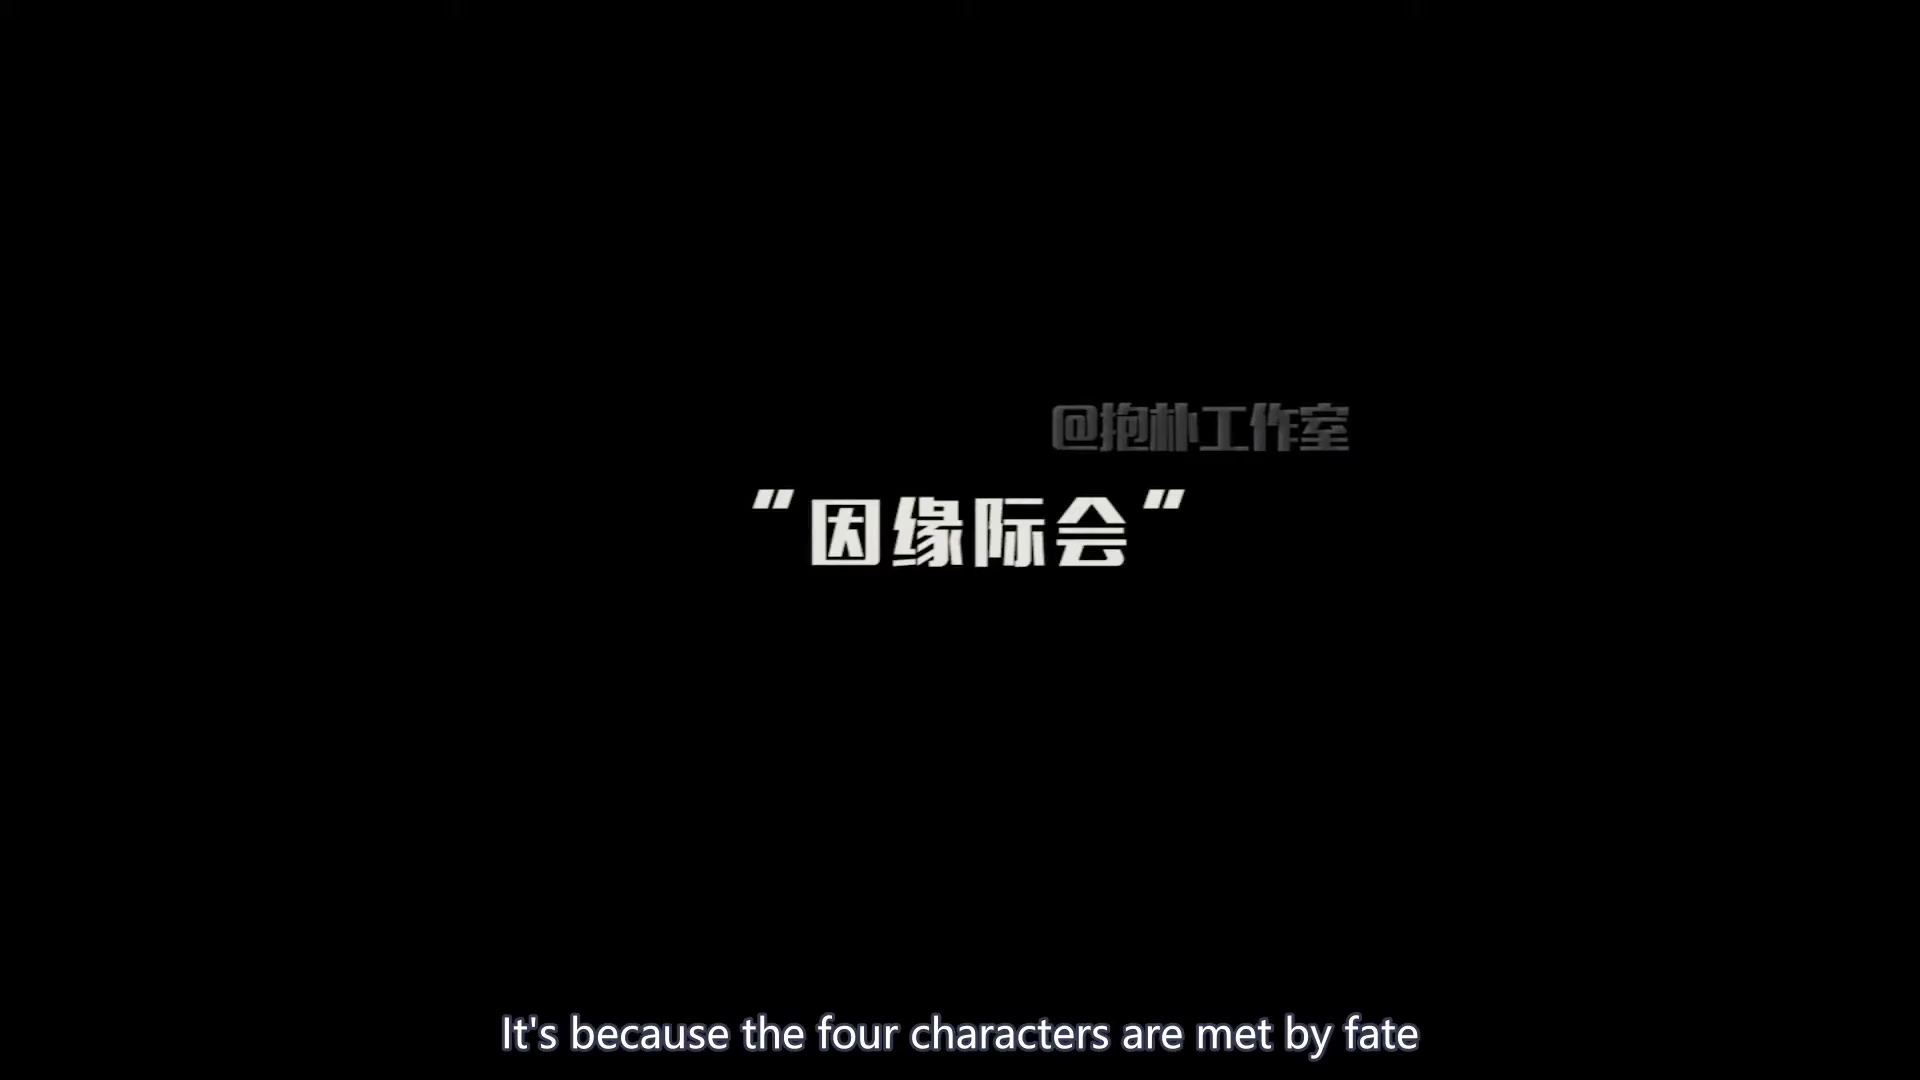 @抱朴工作室
"因缘际会"
It's because the four characters are met by fate